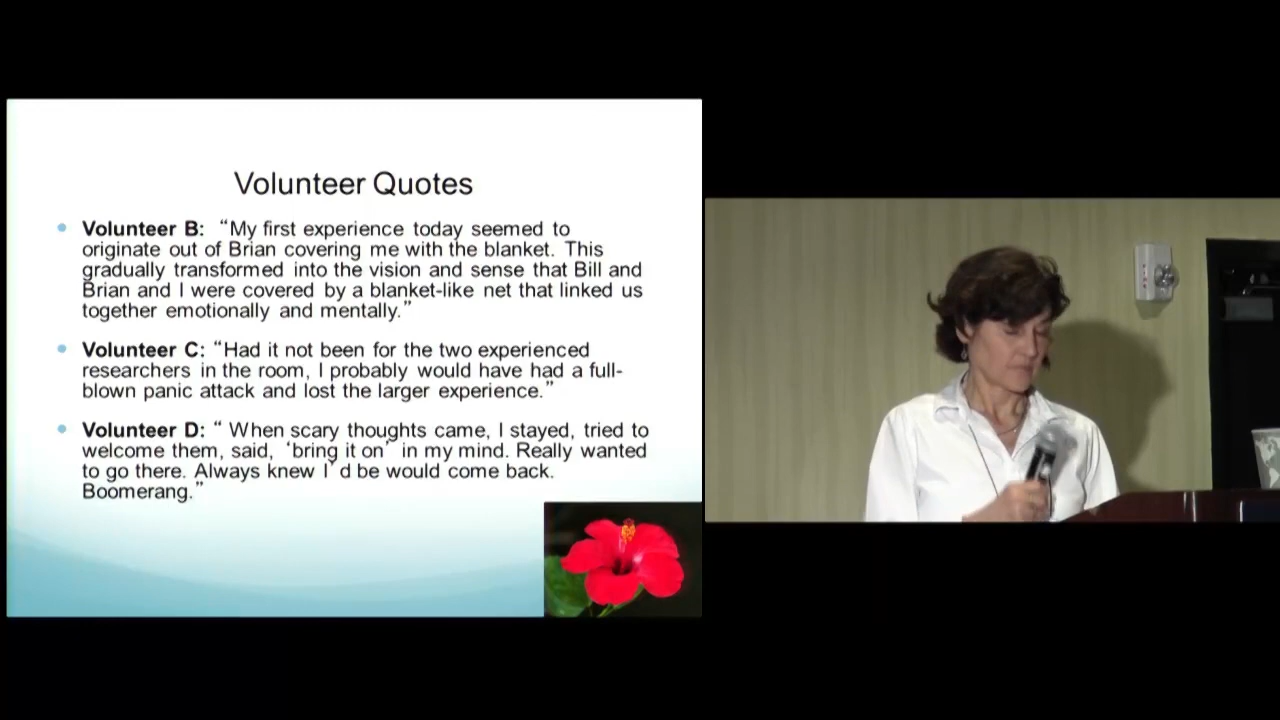 Volunteer Quotes
• Volunteer B: “My first experience today seemed to
originate out of Brian covering me with the blanket. This
gradually transformed into the vision and sense that Bill and
Brian and I were covered by a blanket-like net that linked us
together emotionally and mentally.”
• Volunteer C: “Had it not been for the two experienced
researchers in the room, I probably would have had a full-
blown panic attack and lost the larger experience.”
• Volunteer D: “ When scary thoughts came, I stayed, tried to
welcome them, said, ‘bring it on’ in my mind. Really wanted
to go there. Always knew I’d be would come back.
Boomerang.”